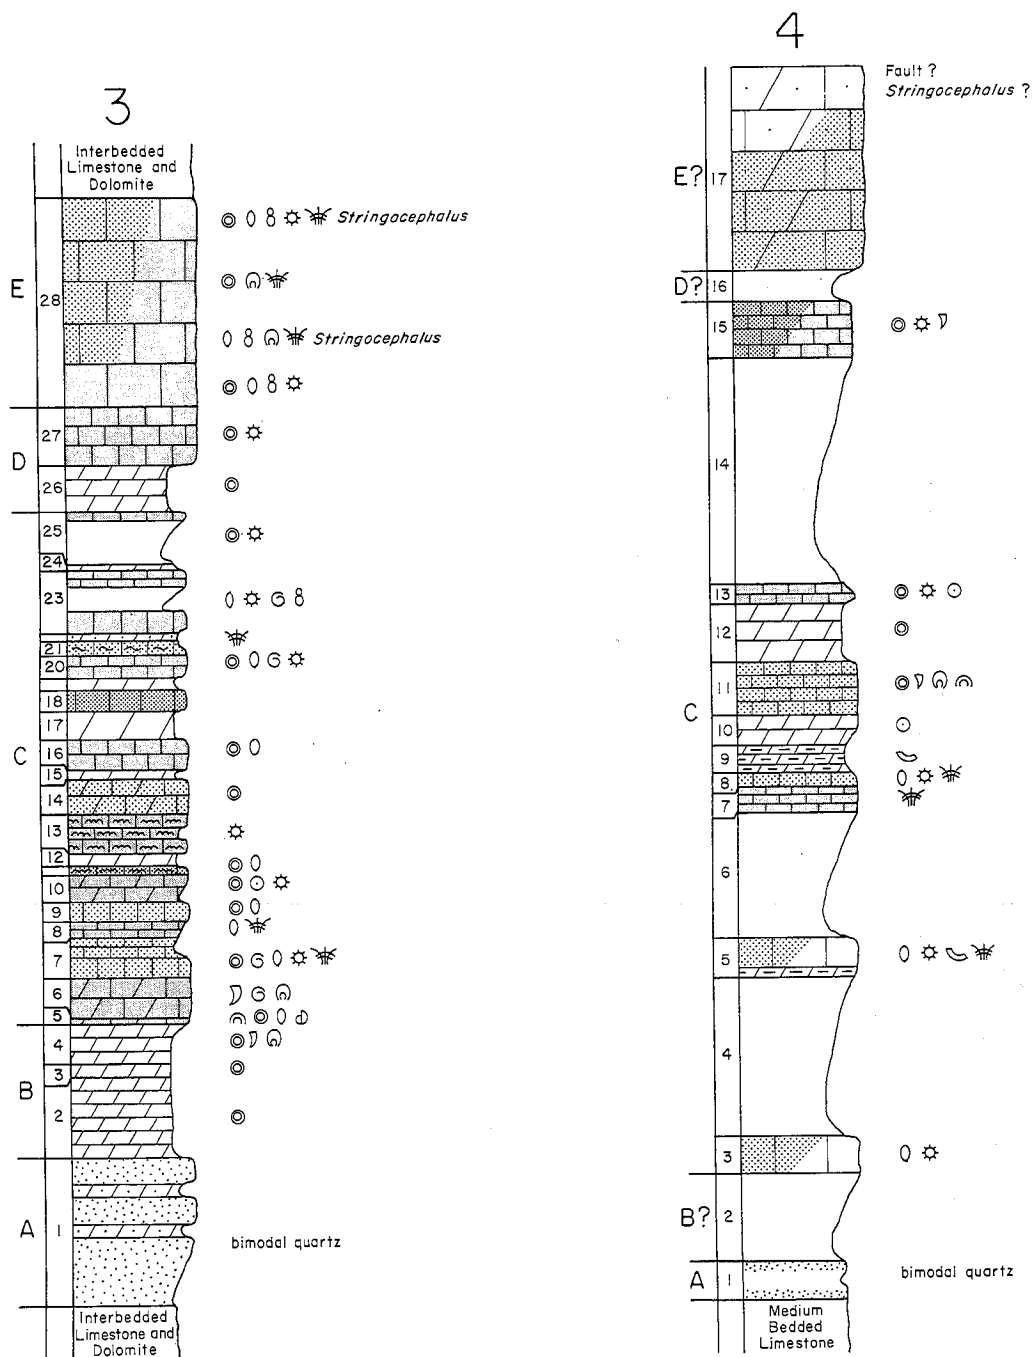 3
Interbedded
Limestone and
Dolomite
E
28
Stringocephalus
Stringocephalus
D
27
26
C
25
24
23
21
20
18
17
16
15
14
13
12
10
9
8
7
6
5
B
4
3
2
A
1
bimodal quartz
Interbedded
Limestone and
Dolomite
4
Fault ?
Stringocephalus ?
E?
17
D?
16
C
15
14
13
12
11
10
9
8
7
6
5
4
3
B?
2
A
1
bimodal quartz
Medium
Bedded
Limestone